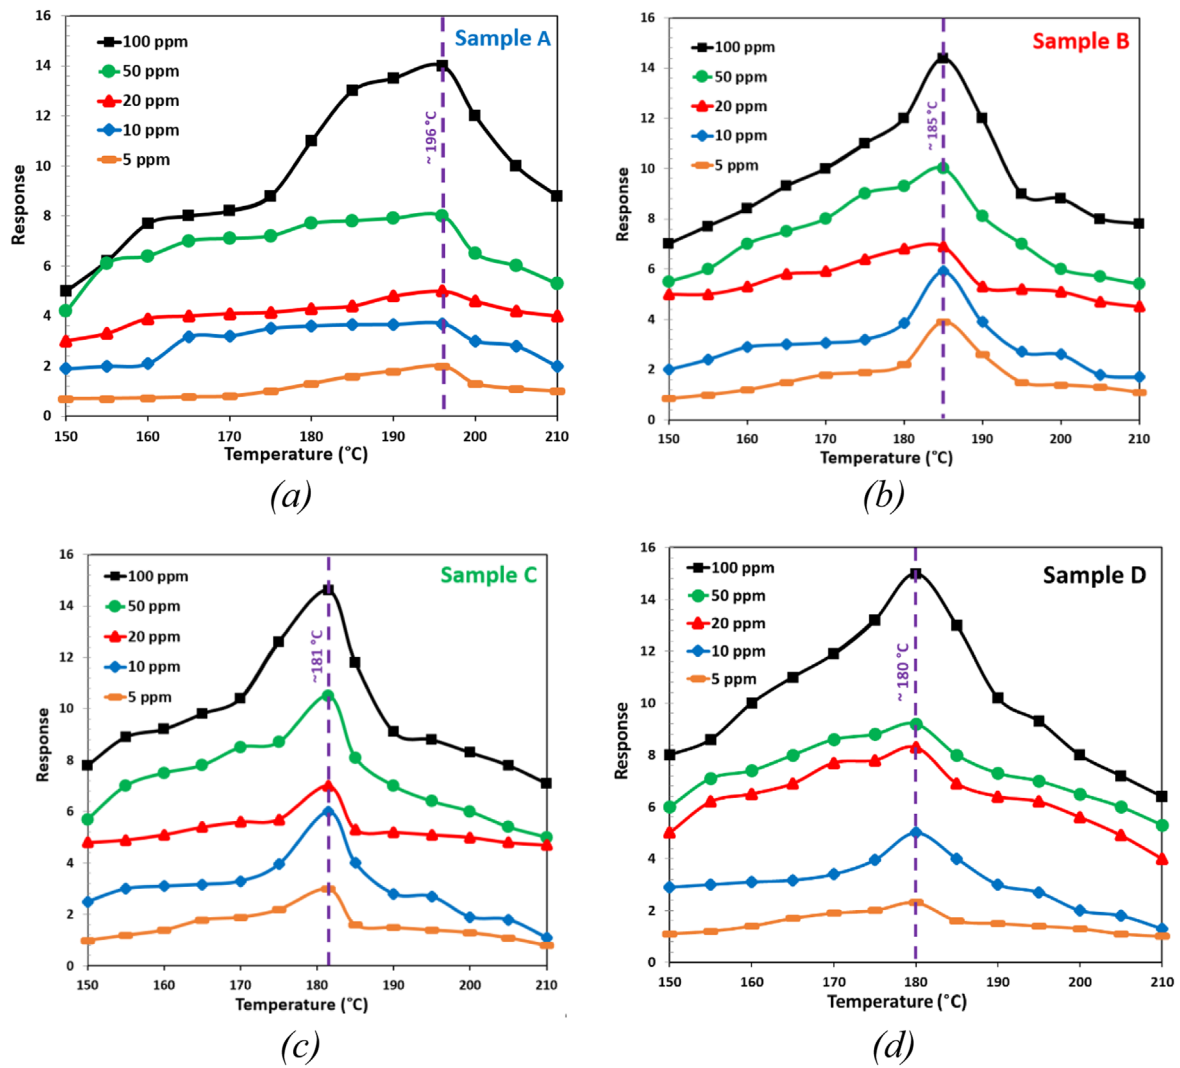 Sample A
100 ppm
50 ppm
20 ppm
10 ppm
5 ppm
~ 196 °C
16
14
12
10
8
6
4
2
0
Response
150 160 170 180 190 200 210
Temperature (°C)
(a)
Sample B
100 ppm
50 ppm
20 ppm
10 ppm
5 ppm
~ 185 °C
16
14
12
10
8
6
4
2
0
Response
150 160 170 180 190 200 210
Temperature (°C)
(b)
Sample C
100 ppm
50 ppm
20 ppm
10 ppm
5 ppm
~181 °C
16
14
12
10
8
6
4
2
0
Response
150 160 170 180 190 200 210
Temperature (°C)
(c)
Sample D
100 ppm
50 ppm
20 ppm
10 ppm
5 ppm
~ 180 °C
16
14
12
10
8
6
4
2
0
Response
150 160 170 180 190 200 210
Temperature (°C)
(d)